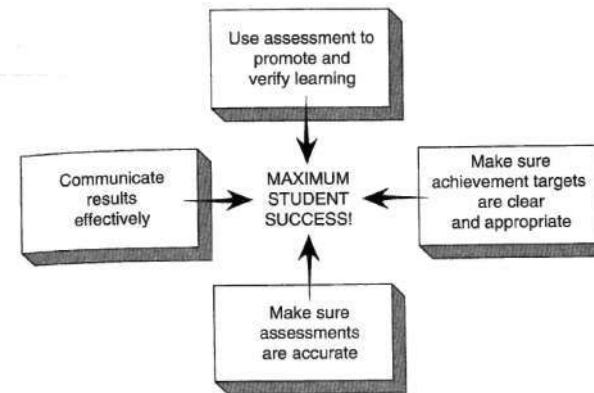 Use assessment to
promote and
verify learning
Communicate
results
effectively
MAXIMUM
STUDENT
SUCCESS!
Make sure
achievement targets
are clear
and appropriate
Make sure
assessments
are accurate